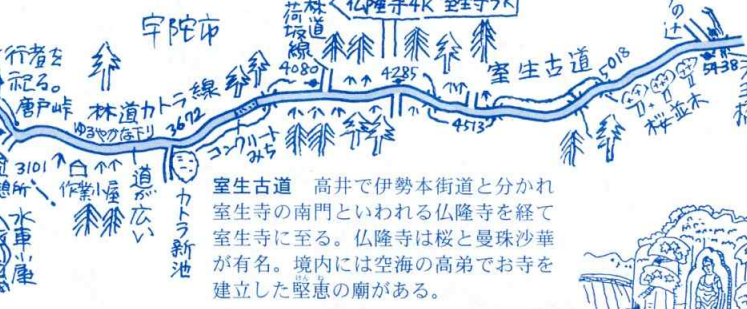 仏隆寺4K 室生寺7K
宇陀市
林道
荷坂線
の辻
行者を
祀る。
唐戸峠
林道カトラ線
ゆるやかな下り
3672
コンクリート
みち
4080
4285
4513
室生古道
5018
5438
桜並木
3101
憩所
作業小屋
道が広い
カトラ新池
水車小屋
室生古道 高井で伊勢本街道と分かれ
室生寺の南門といわれる仏隆寺を経て
室生寺に至る。仏隆寺は桜と曼珠沙華
が有名。境内には空海の高弟でお寺を
建立した堅恵の廟がある。